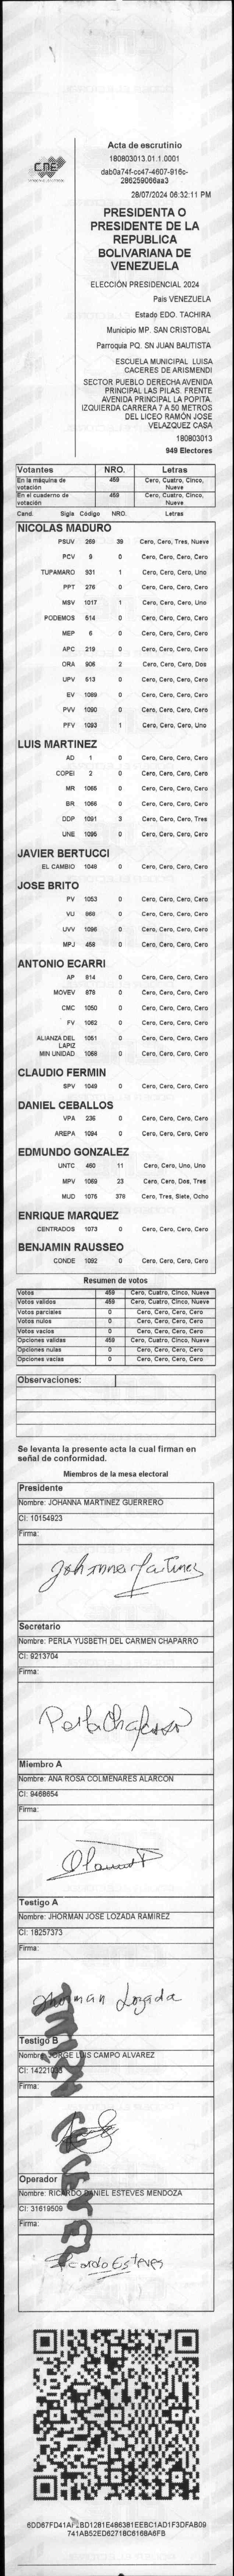 CNE
Acta de escrutinio
180803013.01.1.0001
dab0a74f-cc47-4607-916c-
286259066aa3
28/07/2024 06:32:11 PM
PRESIDENTA O
PRESIDENTE DE LA
REPUBLICA
BOLIVARIANA DE
VENEZUELA
ELECCIÓN PRESIDENCIAL 2024
País VENEZUELA
Estado EDO. TACHIRA
Municipio MP. SAN CRISTOBAL
Parroquia PQ. SN JUAN BAUTISTA
ESCUELA MUNICIPAL LUISA
CACERES DE ARISMENDI
SECTOR PUEBLO DERECHA AVENIDA
PRINCIPAL LAS PILAS. FRENTE
AVENIDA PRINCIPAL LA POPITA.
IZQUIERDA CARRERA 7 A 50 METROS
DEL LICEO RAMÓN JOSE
VELAZQUEZ CASA
180803013
949 Electores
Votantes NRO. Letras
En la máquina de votación 459 Cero, Cuatro, Cinco, Nueve
En el cuaderno de votación 459 Cero, Cuatro, Cinco, Nueve
Cand. Sigla Código NRO. Letras
NICOLAS MADURO
PSUV 269 39 Cero, Cero, Tres, Nueve
PCV 9 0 Cero, Cero, Cero, Cero
TUPAMARO 931 1 Cero, Cero, Cero, Uno
PPT 276 0 Cero, Cero, Cero, Cero
MSV 1017 1 Cero, Cero, Cero, Uno
PODEMOS 514 0 Cero, Cero, Cero, Cero
MEP 6 0 Cero, Cero, Cero, Cero
APC 219 0 Cero, Cero, Cero, Cero
ORA 906 2 Cero, Cero, Cero, Dos
UPV 513 0 Cero, Cero, Cero, Cero
EV 1089 0 Cero, Cero, Cero, Cero
PVV 1090 0 Cero, Cero, Cero, Cero
PFV 1093 1 Cero, Cero, Cero, Uno
LUIS MARTINEZ
AD 1 0 Cero, Cero, Cero, Cero
COPEI 2 0 Cero, Cero, Cero, Cero
MR 1065 0 Cero, Cero, Cero, Cero
BR 1066 0 Cero, Cero, Cero, Cero
DDP 1091 3 Cero, Cero, Cero, Tres
UNE 1095 0 Cero, Cero, Cero, Cero
JAVIER BERTUCCI
EL CAMBIO 1048 0 Cero, Cero, Cero, Cero
JOSE BRITO
PV 1053 0 Cero, Cero, Cero, Cero
VU 968 0 Cero, Cero, Cero, Cero
UVV 1096 0 Cero, Cero, Cero, Cero
MPJ 458 0 Cero, Cero, Cero, Cero
ANTONIO ECARRI
AP 814 0 Cero, Cero, Cero, Cero
MOVEV 879 0 Cero, Cero, Cero, Cero
CMC 1050 0 Cero, Cero, Cero, Cero
FV 1062 0 Cero, Cero, Cero, Cero
ALIANZA DEL LAPIZ 1051 0 Cero, Cero, Cero, Cero
MIN UNIDAD 1068 0 Cero, Cero, Cero, Cero
CLAUDIO FERMIN
SPV 1049 0 Cero, Cero, Cero, Cero
DANIEL CEBALLOS
VPA 236 0 Cero, Cero, Cero, Cero
AREPA 1094 0 Cero, Cero, Cero, Cero
EDMUNDO GONZALEZ
UNTC 460 11 Cero, Cero, Uno, Uno
MPV 1069 23 Cero, Cero, Dos, Tres
MUD 1075 378 Cero, Tres, Siete, Ocho
ENRIQUE MARQUEZ
CENTRADOS 1073 0 Cero, Cero, Cero, Cero
BENJAMIN RAUSSEO
CONDE 1092 0 Cero, Cero, Cero, Cero
Resumen de votos
Votos 459 Cero, Cuatro, Cinco, Nueve
Votos validos 459 Cero, Cuatro, Cinco, Nueve
Votos parciales 0 Cero, Cero, Cero, Cero
Votos nulos 0 Cero, Cero, Cero, Cero
Votos vacios 0 Cero, Cero, Cero, Cero
Opciones validas 459 Cero, Cuatro, Cinco, Nueve
Opciones nulas 0 Cero, Cero, Cero, Cero
Opciones vacias 0 Cero, Cero, Cero, Cero
Observaciones:
Se levanta la presente acta la cual firman en
señal de conformidad.
Miembros de la mesa electoral
Presidente
Nombre: JOHANNA MARTINEZ GUERRERO
CI: 10154923
Firma:
Johanna Martinez
Secretario
Nombre: PERLA YUSBETH DEL CARMEN CHAPARRO
CI: 9213704
Firma:
Perla Chaparro
Miembro A
Nombre: ANA ROSA COLMENARES ALARCON
CI: 9468654
Firma:
Testigo A
Nombre: JHORMAN JOSE LOZADA RAMIREZ
CI: 18257373
Firma:
Jhorman Lozada
Testigo B
Nombre: JORGE LUIS CAMPO ALVAREZ
Firma:
Operador
Nombre: RICARDO DANIEL ESTEVES MENDOZA
CI: 31619509
Firma:
Ricardo Esteves
741AB52ED62718C6168A6FB